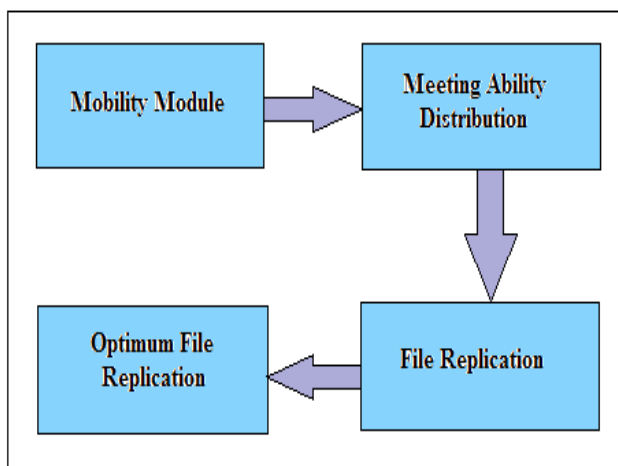 Mobility Module
Meeting Ability
Distribution
Optimum File
Replication
File Replication